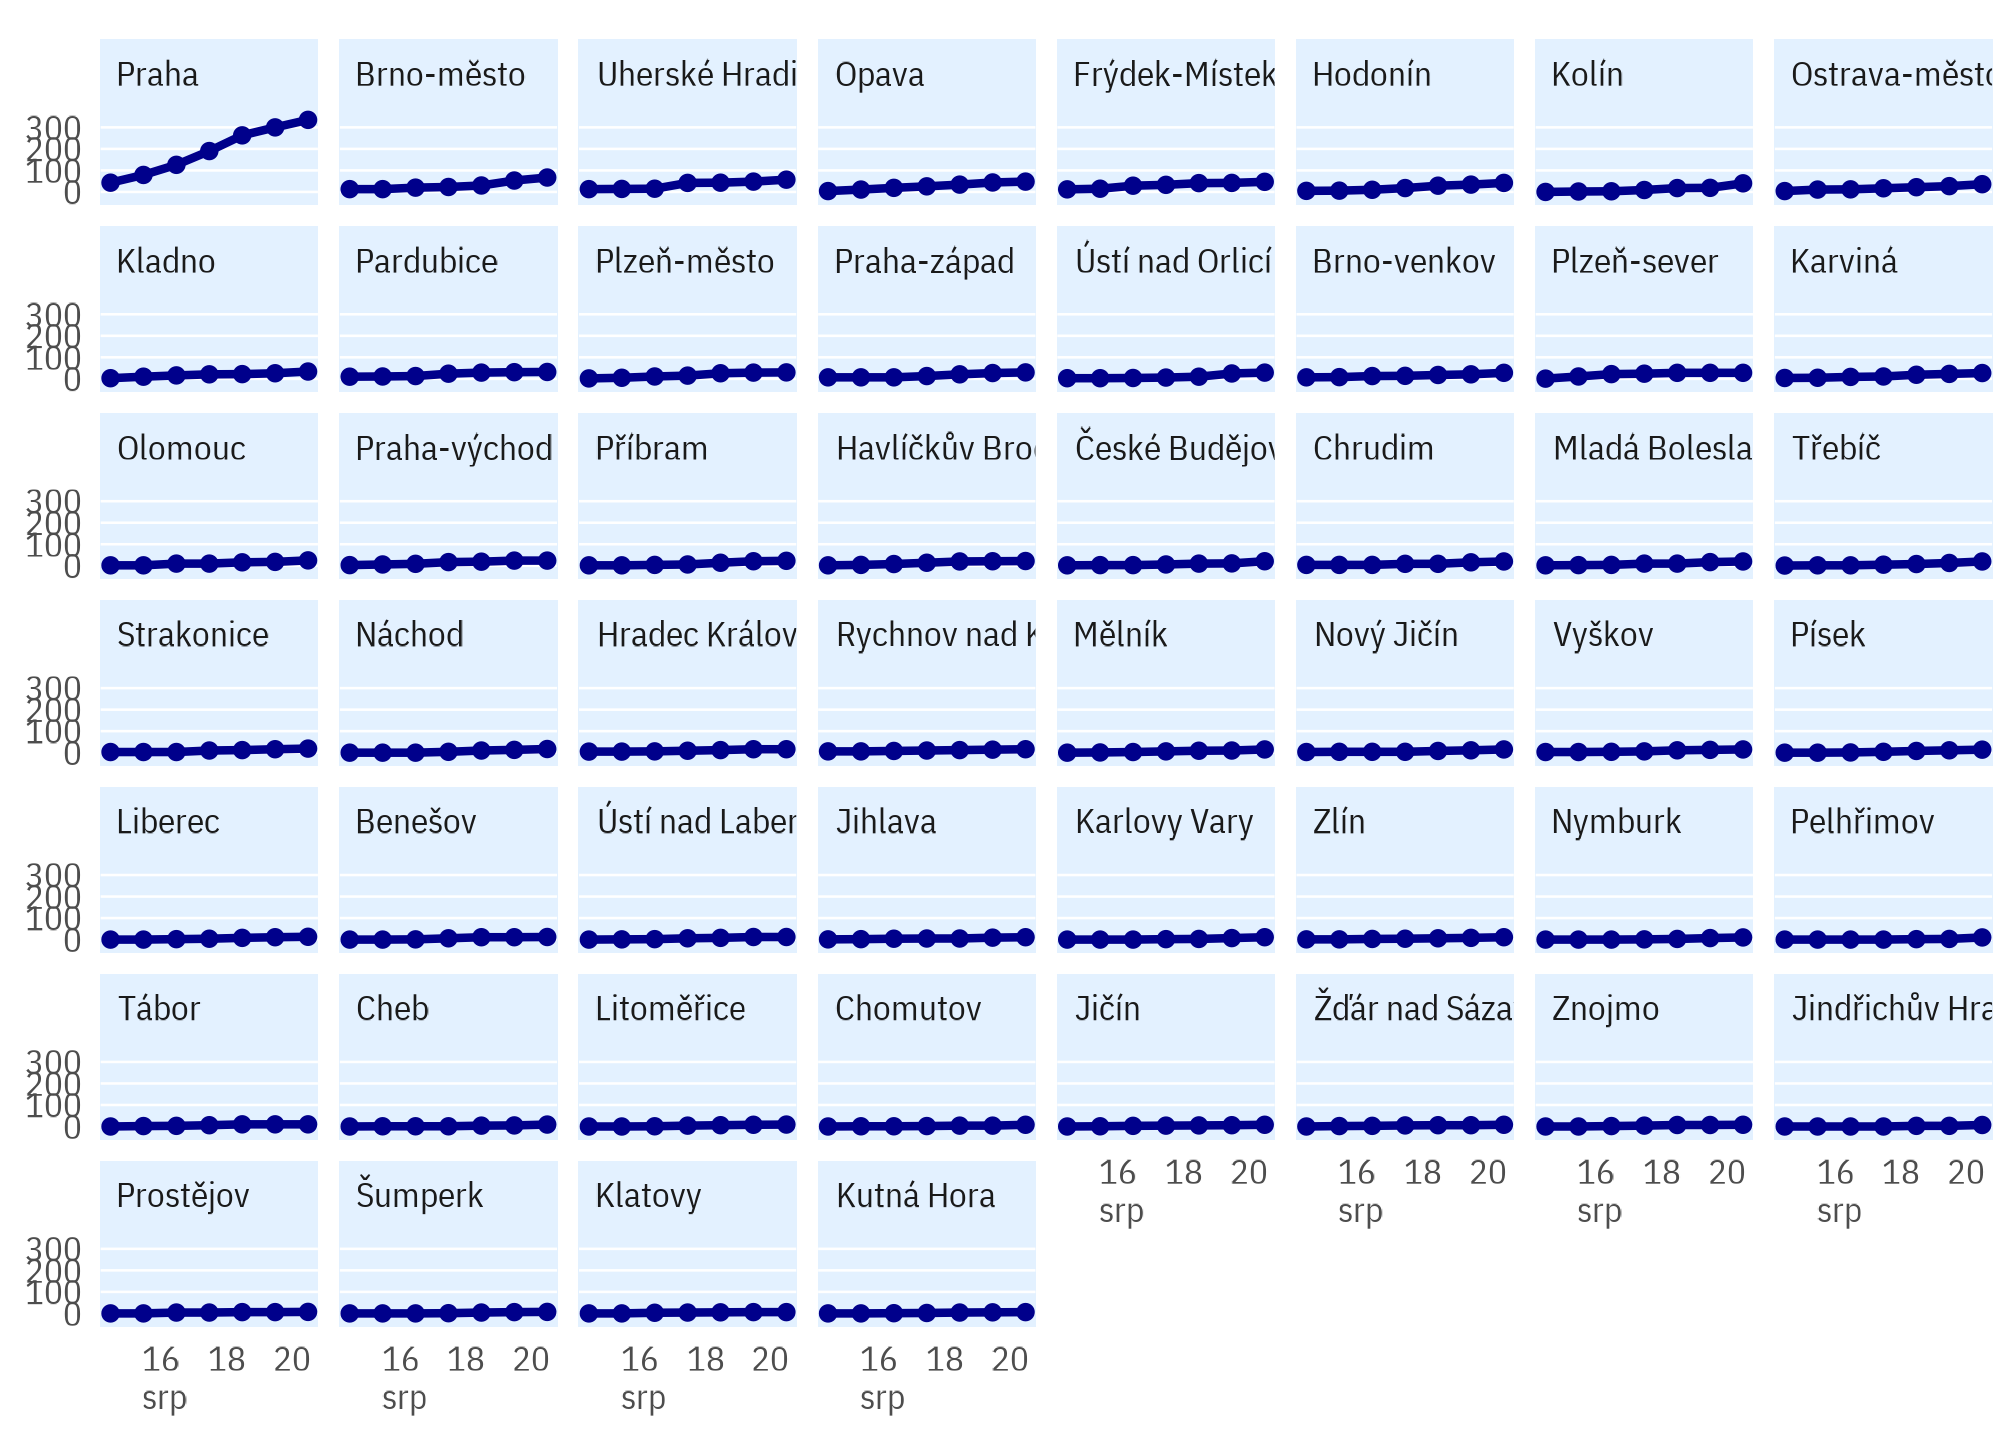 Praha Brno-město Uherské Hradi Opava Frýdek-Místek Hodonín Kolín Ostrava-město
300
200
100
0
Kladno Pardubice Plzeň-město Praha-západ Ústí nad Orlicí Brno-venkov Plzeň-sever Karviná
300
200
100
0
Olomouc Praha-východ Příbram Havlíčkův Brod České Budějov Chrudim Mladá Bolesla Třebíč
300
200
100
0
Strakonice Náchod Hradec Králov Rychnov nad K Mělník Nový Jičín Vyškov Písek
300
200
100
0
Liberec Benešov Ústí nad Laber Jihlava Karlovy Vary Zlín Nymburk Pelhřimov
300
200
100
0
Tábor Cheb Litoměřice Chomutov Jičín Žďár nad Sáza Znojmo Jindřichův Hra
300
200
100
0
16 18 20 16 18 20 16 18 20 16 18 20
srp srp srp srp
Prostějov Šumperk Klatovy Kutná Hora
300
200
100
0
16 18 20 16 18 20 16 18 20 16 18 20
srp srp srp srp